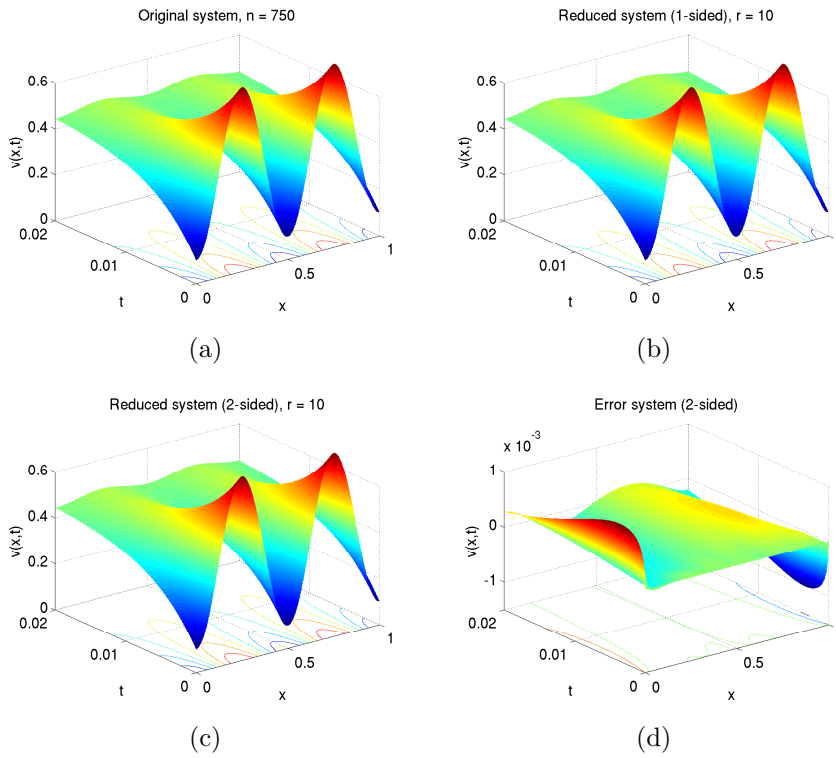 Original system, n = 750
0.6
0.4
0.2
0
v(x,t)
0.02
0.01
0
t
0
0.5
1
x
(a)
Reduced system (1-sided), r = 10
0.6
0.4
0.2
0
v(x,t)
0.02
0.01
0
t
0
0.5
1
x
(b)
Reduced system (2-sided), r = 10
0.6
0.4
0.2
0
v(x,t)
0.02
0.01
0
t
0
0.5
1
x
(c)
Error system (2-sided)
x 10-3
1
0
-1
v(x,t)
0.02
0.01
0
t
0
0.5
x
(d)